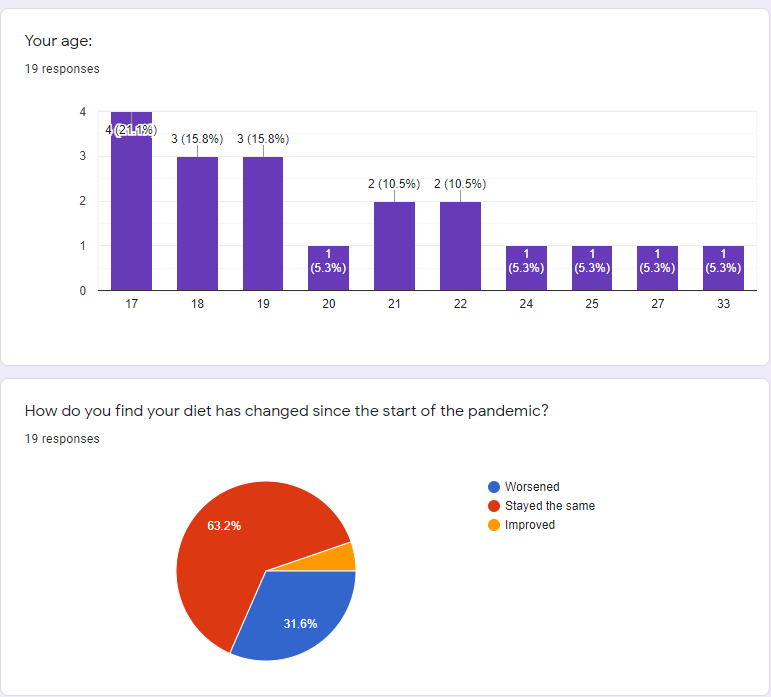 Your age:
19 responses
4
3
2
1
0
4 (21.1%)
3 (15.8%)
3 (15.8%)
1
(5.3%)
2 (10.5%)
2 (10.5%)
1
(5.3%)
1
(5.3%)
1
(5.3%)
1
(5.3%)
17 18 19 20 21 22 24 25 27 33
How do you find your diet has changed since the start of the pandemic?
19 responses
63.2%
31.6%
Worsened
Stayed the same
Improved